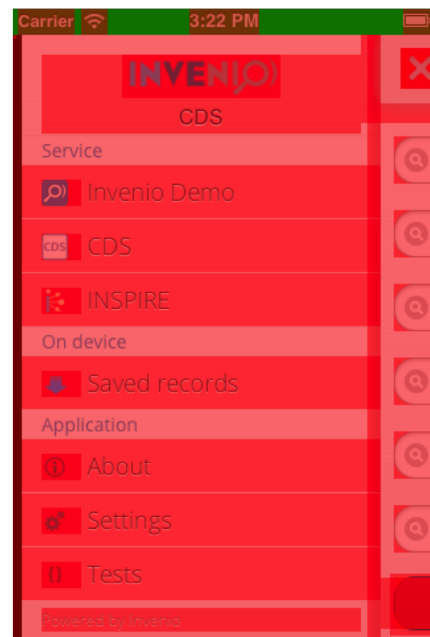 Carrier 3:22 PM
INVENIO
CDS
Service
Invenio Demo
CDS CDS
INSPIRE
On device
Saved records
Application
About
Settings
{} Tests
Powered by Invenio